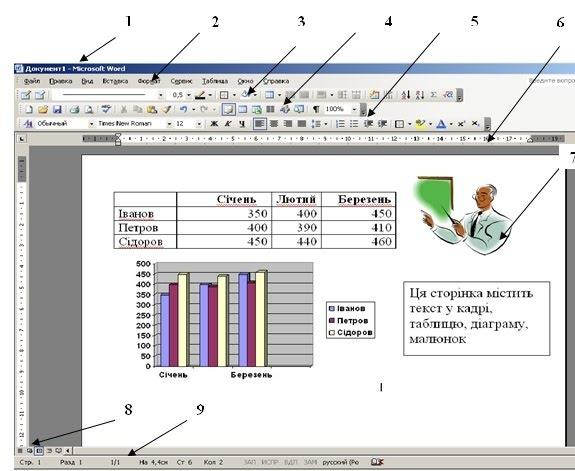 1 2 3 4 5 6
Документ1 - Microsoft Word
Файл Правка Вид Вставка Формат Сервис Таблица Окно Справка
Введите вопрос
0,5
100%
Обычный Times New Roman 12 Ж К Ч
7
Січень Лютий Березень
Іванов 350 400 450
Петров 400 390 410
Сідоров 450 440 460
500
450
400
350
300
250
200
150
100
50
0
Січень Березень
Іванов
Петров
Сідоров
Ця сторінка містить
текст у кадрі,
таблицю, діаграму,
малюнок
8 9
Стр. 1 Разд 1 1/1 На 4,4см Ст 6 Кол 2 ЗАП ИСПР ВДЛ ЗАМ русский (Ро